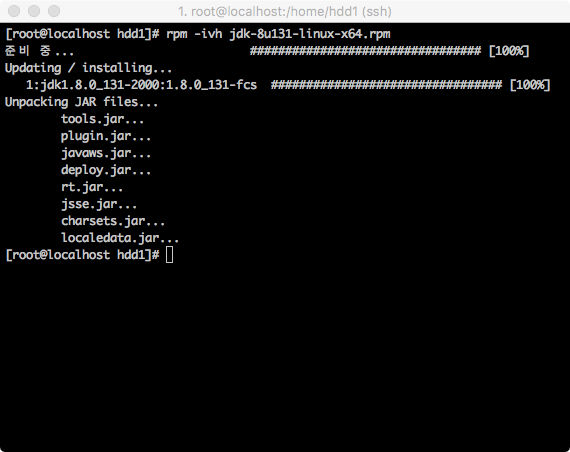 1. root@localhost:/home/hdd1 (ssh)
[root@localhost hdd1]# rpm -ivh jdk-8u131-linux-x64.rpm
준비 중... ################################# [100%]
Updating / installing...
1:jdk1.8.0_131-2000:1.8.0_131-fcs ################################# [100%]
Unpacking JAR files...
tools.jar...
plugin.jar...
javaws.jar...
deploy.jar...
rt.jar...
jsse.jar...
charsets.jar...
localedata.jar...
[root@localhost hdd1]#